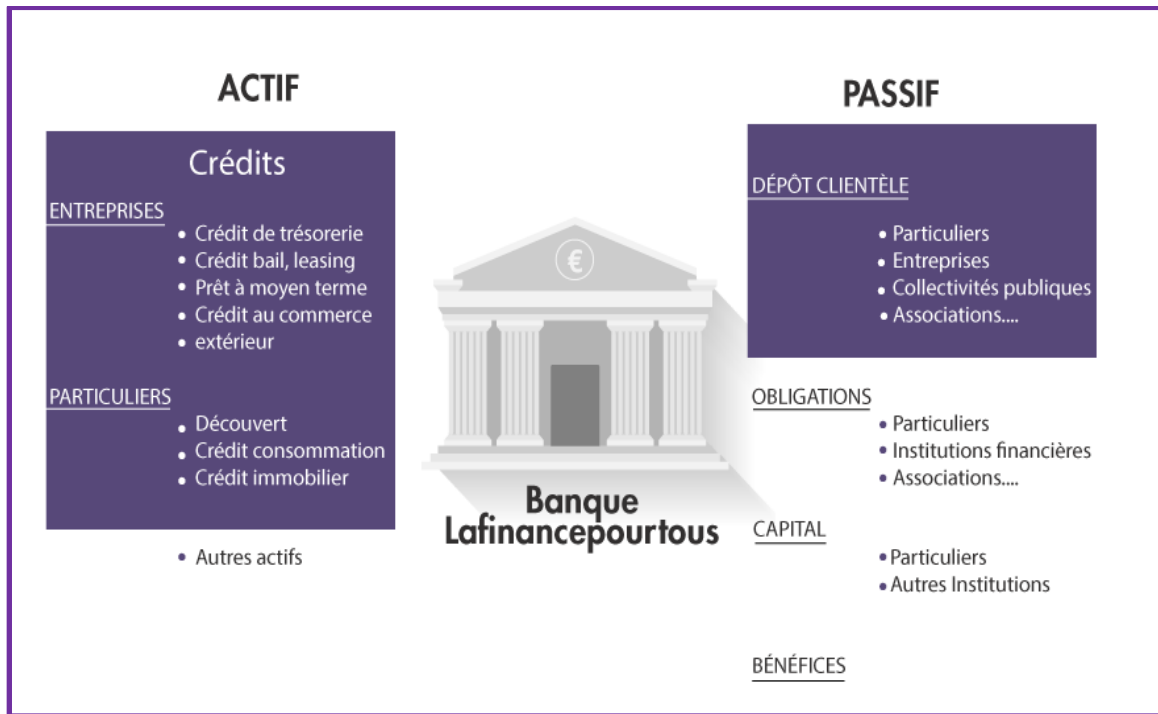 ACTIF
Crédits
ENTREPRISES
• Crédit de trésorerie
• Crédit bail, leasing
• Prêt à moyen terme
• Crédit au commerce
• extérieur
PARTICULIERS
• Découvert
• Crédit consommation
• Crédit immobilier
• Autres actifs
€
Banque
Lafinancepourtous
PASSIF
DÉPÔT CLIENTÈLE
• Particuliers
• Entreprises
• Collectivités publiques
• Associations....
OBLIGATIONS
• Particuliers
• Institutions financières
• Associations....
CAPITAL
• Particuliers
• Autres Institutions
BÉNÉFICES